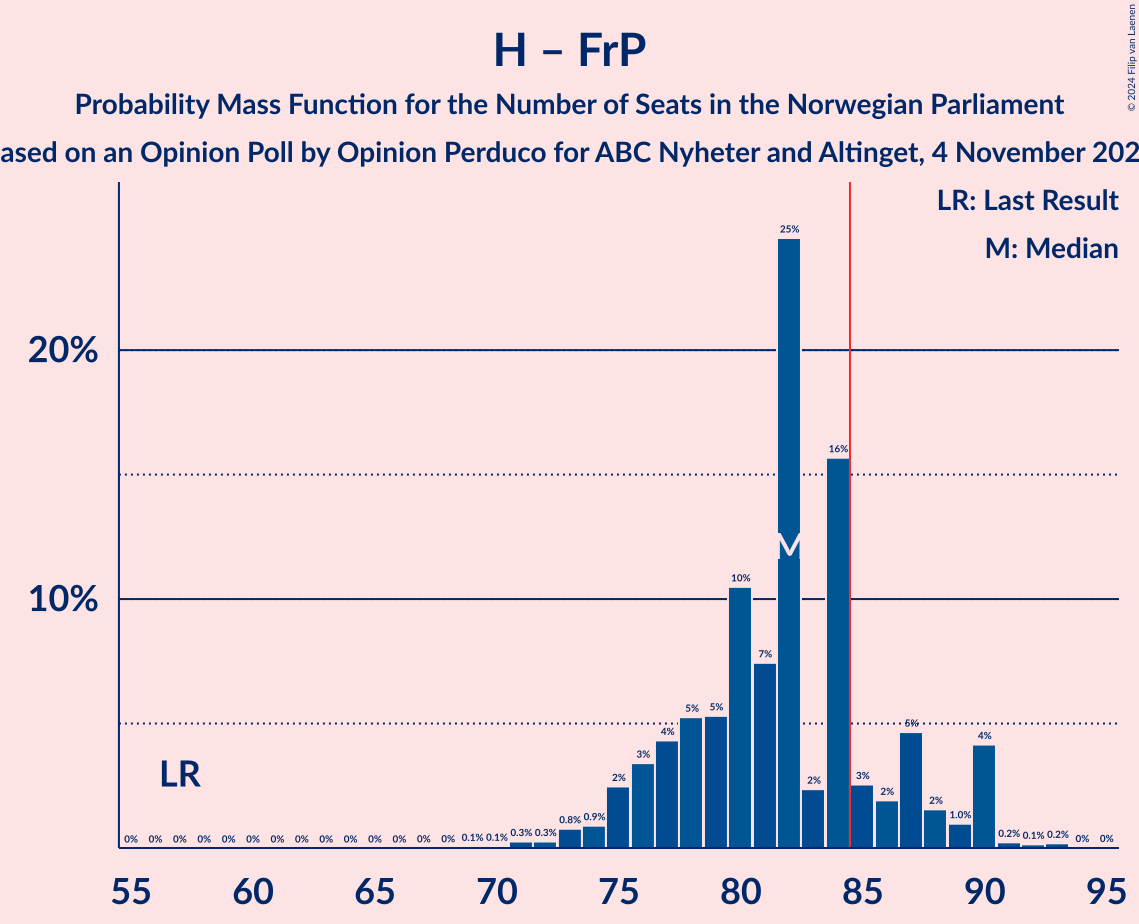 H – FrP
Probability Mass Function for the Number of Seats in the Norwegian Parliament
ased on an Opinion Poll by Opinion Perduco for ABC Nyheter and Altinget, 4 November 202
© 2024 Filip van Laenen
LR: Last Result
M: Median
20%
10%
0% 0% 0% 0% 0% 0% 0% 0% 0% 0% 0% 0% 0% 0% 0.1% 0.1% 0.3% 0.3% 0.8% 0.9% 2% 3% 4% 5% 5% 10% 7% 25% 2% 16% 3% 2% 5% 2% 1.0% 4% 0.2% 0.1% 0.2% 0% 0%
M
LR
55 60 65 70 75 80 85 90 95